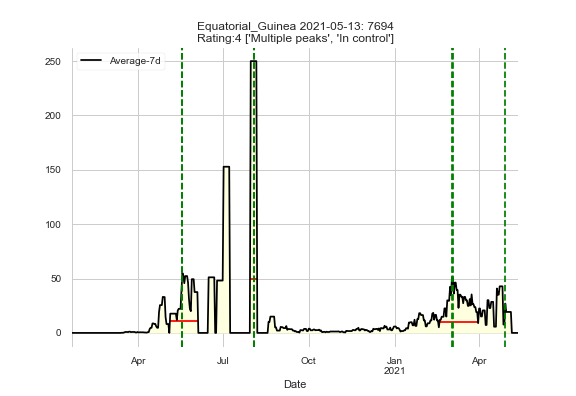 Equatorial_Guinea 2021-05-13: 7694
Rating:4 ['Multiple peaks', 'In control']
Average-7d
250
200
150
100
50
0
Apr
Jul
Oct
Jan
2021
Apr
Date